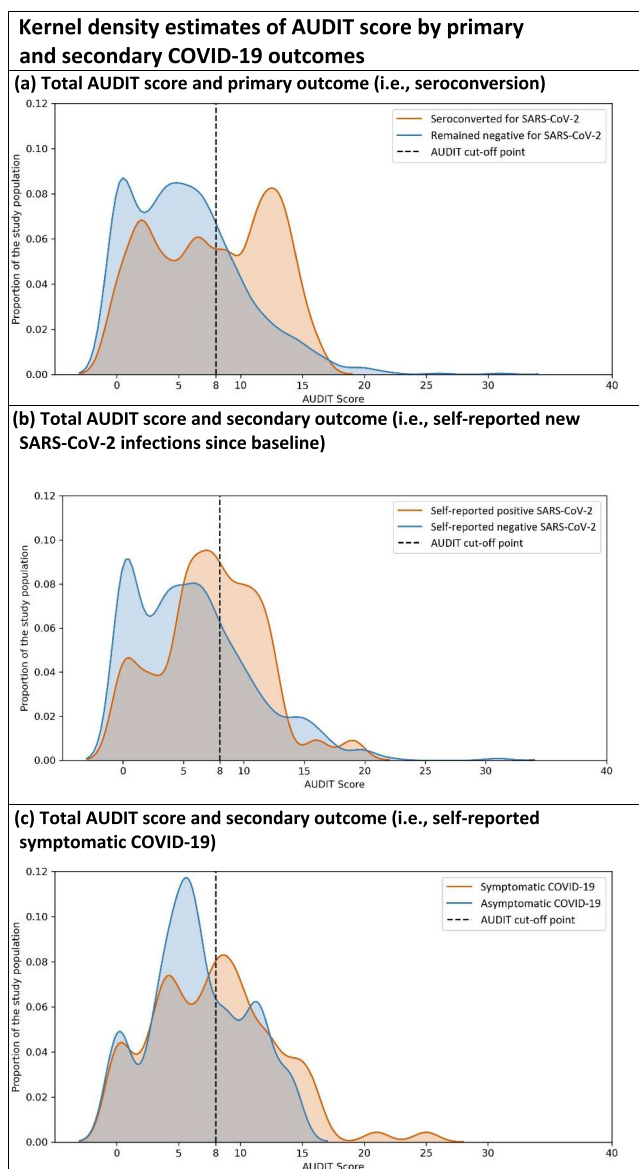 Kernel density estimates of AUDIT score by primary
and secondary COVID-19 outcomes
(a) Total AUDIT score and primary outcome (i.e., seroconversion)
0.12
0.10
0.08
0.06
0.04
0.02
0.00
Proportion of the study population
Seroconverted for SARS-CoV-2
Remained negative for SARS-CoV-2
AUDIT cut-off point
0 5 8 10 15 20 25 30 40
AUDIT Score
(b) Total AUDIT score and secondary outcome (i.e., self-reported new
SARS-CoV-2 infections since baseline)
0.12
0.10
0.08
0.06
0.04
0.02
0.00
Proportion of the study population
Self-reported positive SARS-CoV-2
Self-reported negative SARS-CoV-2
AUDIT cut-off point
0 5 8 10 15 20 25 30 40
AUDIT Score
(c) Total AUDIT score and secondary outcome (i.e., self-reported
symptomatic COVID-19)
0.12
0.10
0.08
0.06
0.04
0.02
0.00
Proportion of the study population
Symptomatic COVID-19
Asymptomatic COVID-19
AUDIT cut-off point
0 5 8 10 15 20 25 30 40
AUDIT Score